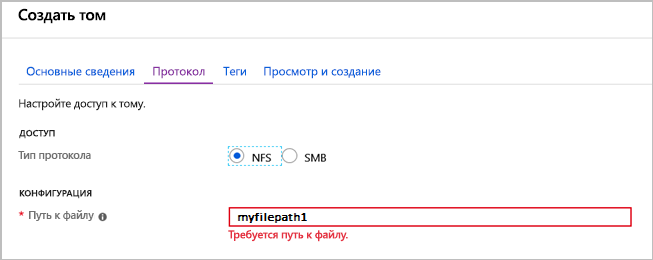 Создать том
Основные сведения Протокол Теги Просмотр и создание
Настройте доступ к тому.
ДОСТУП
Тип протокола NFS SMB
КОНФИГУРАЦИЯ
* Путь к файлу myfilepath1
Требуется путь к файлу.